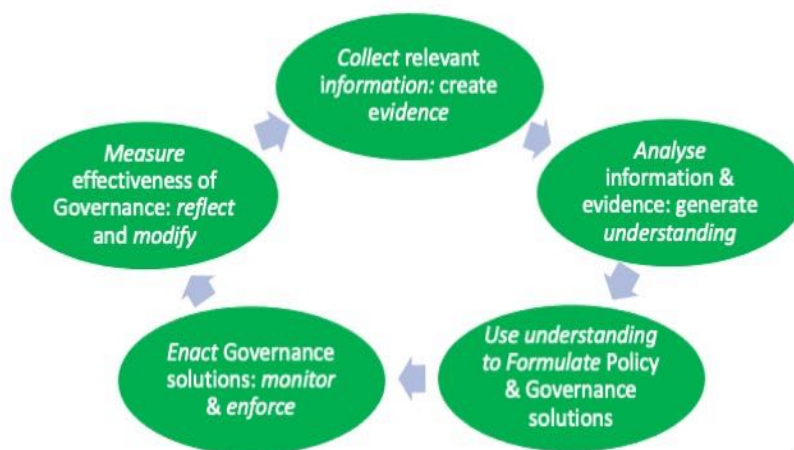 Collect relevant
information: create
evidence
Analyse
information &
evidence: generate
understanding
Use understanding
to Formulate Policy
& Governance
solutions
Enact Governance
solutions: monitor
& enforce
Measure
effectiveness of
Governance: reflect
and modify